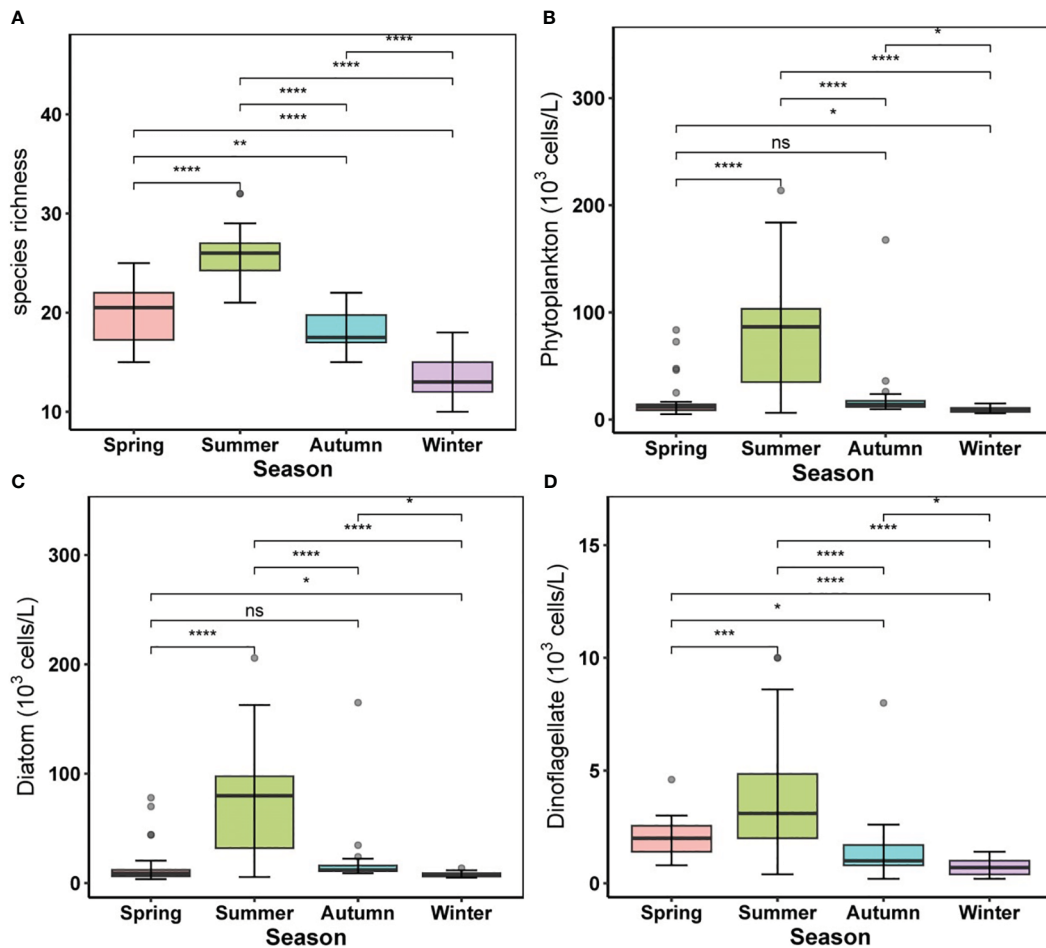 A
****
****
****
****
**
****
species richness
40
30
20
10
Spring Summer Autumn Winter
Season
B
*
****
****
*
ns
****
Phytoplankton (10³ cells/L)
300
200
100
0
Spring Summer Autumn Winter
Season
C
*
****
****
*
ns
****
Diatom (10³ cells/L)
300
200
100
0
Spring Summer Autumn Winter
Season
D
*
****
****
****
*
***
Dinoflagellate (10³ cells/L)
15
10
5
0
Spring Summer Autumn Winter
Season